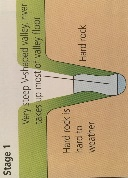 Stage 1
Very steep V-shaped valley, river
takes up most of valley floor
Hard rock
Hard rock is
hard to
weather